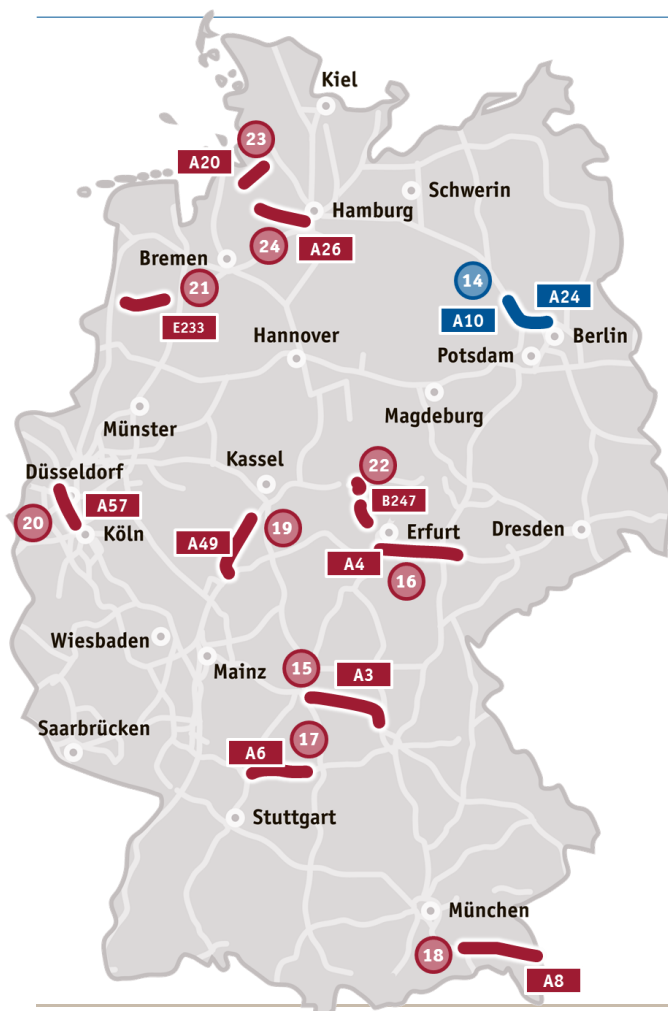 Kiel
23
A20
Schwerin
Hamburg
24
A26
Bremen
21
E233
14
A24
A10
Berlin
Potsdam
Hannover
Magdeburg
Münster
Kassel
22
Düsseldorf
B247
A57
20
Köln
A49
19
Erfurt
Dresden
A4
16
Wiesbaden
Mainz
15
A3
Saarbrücken
17
A6
Stuttgart
München
18
A8